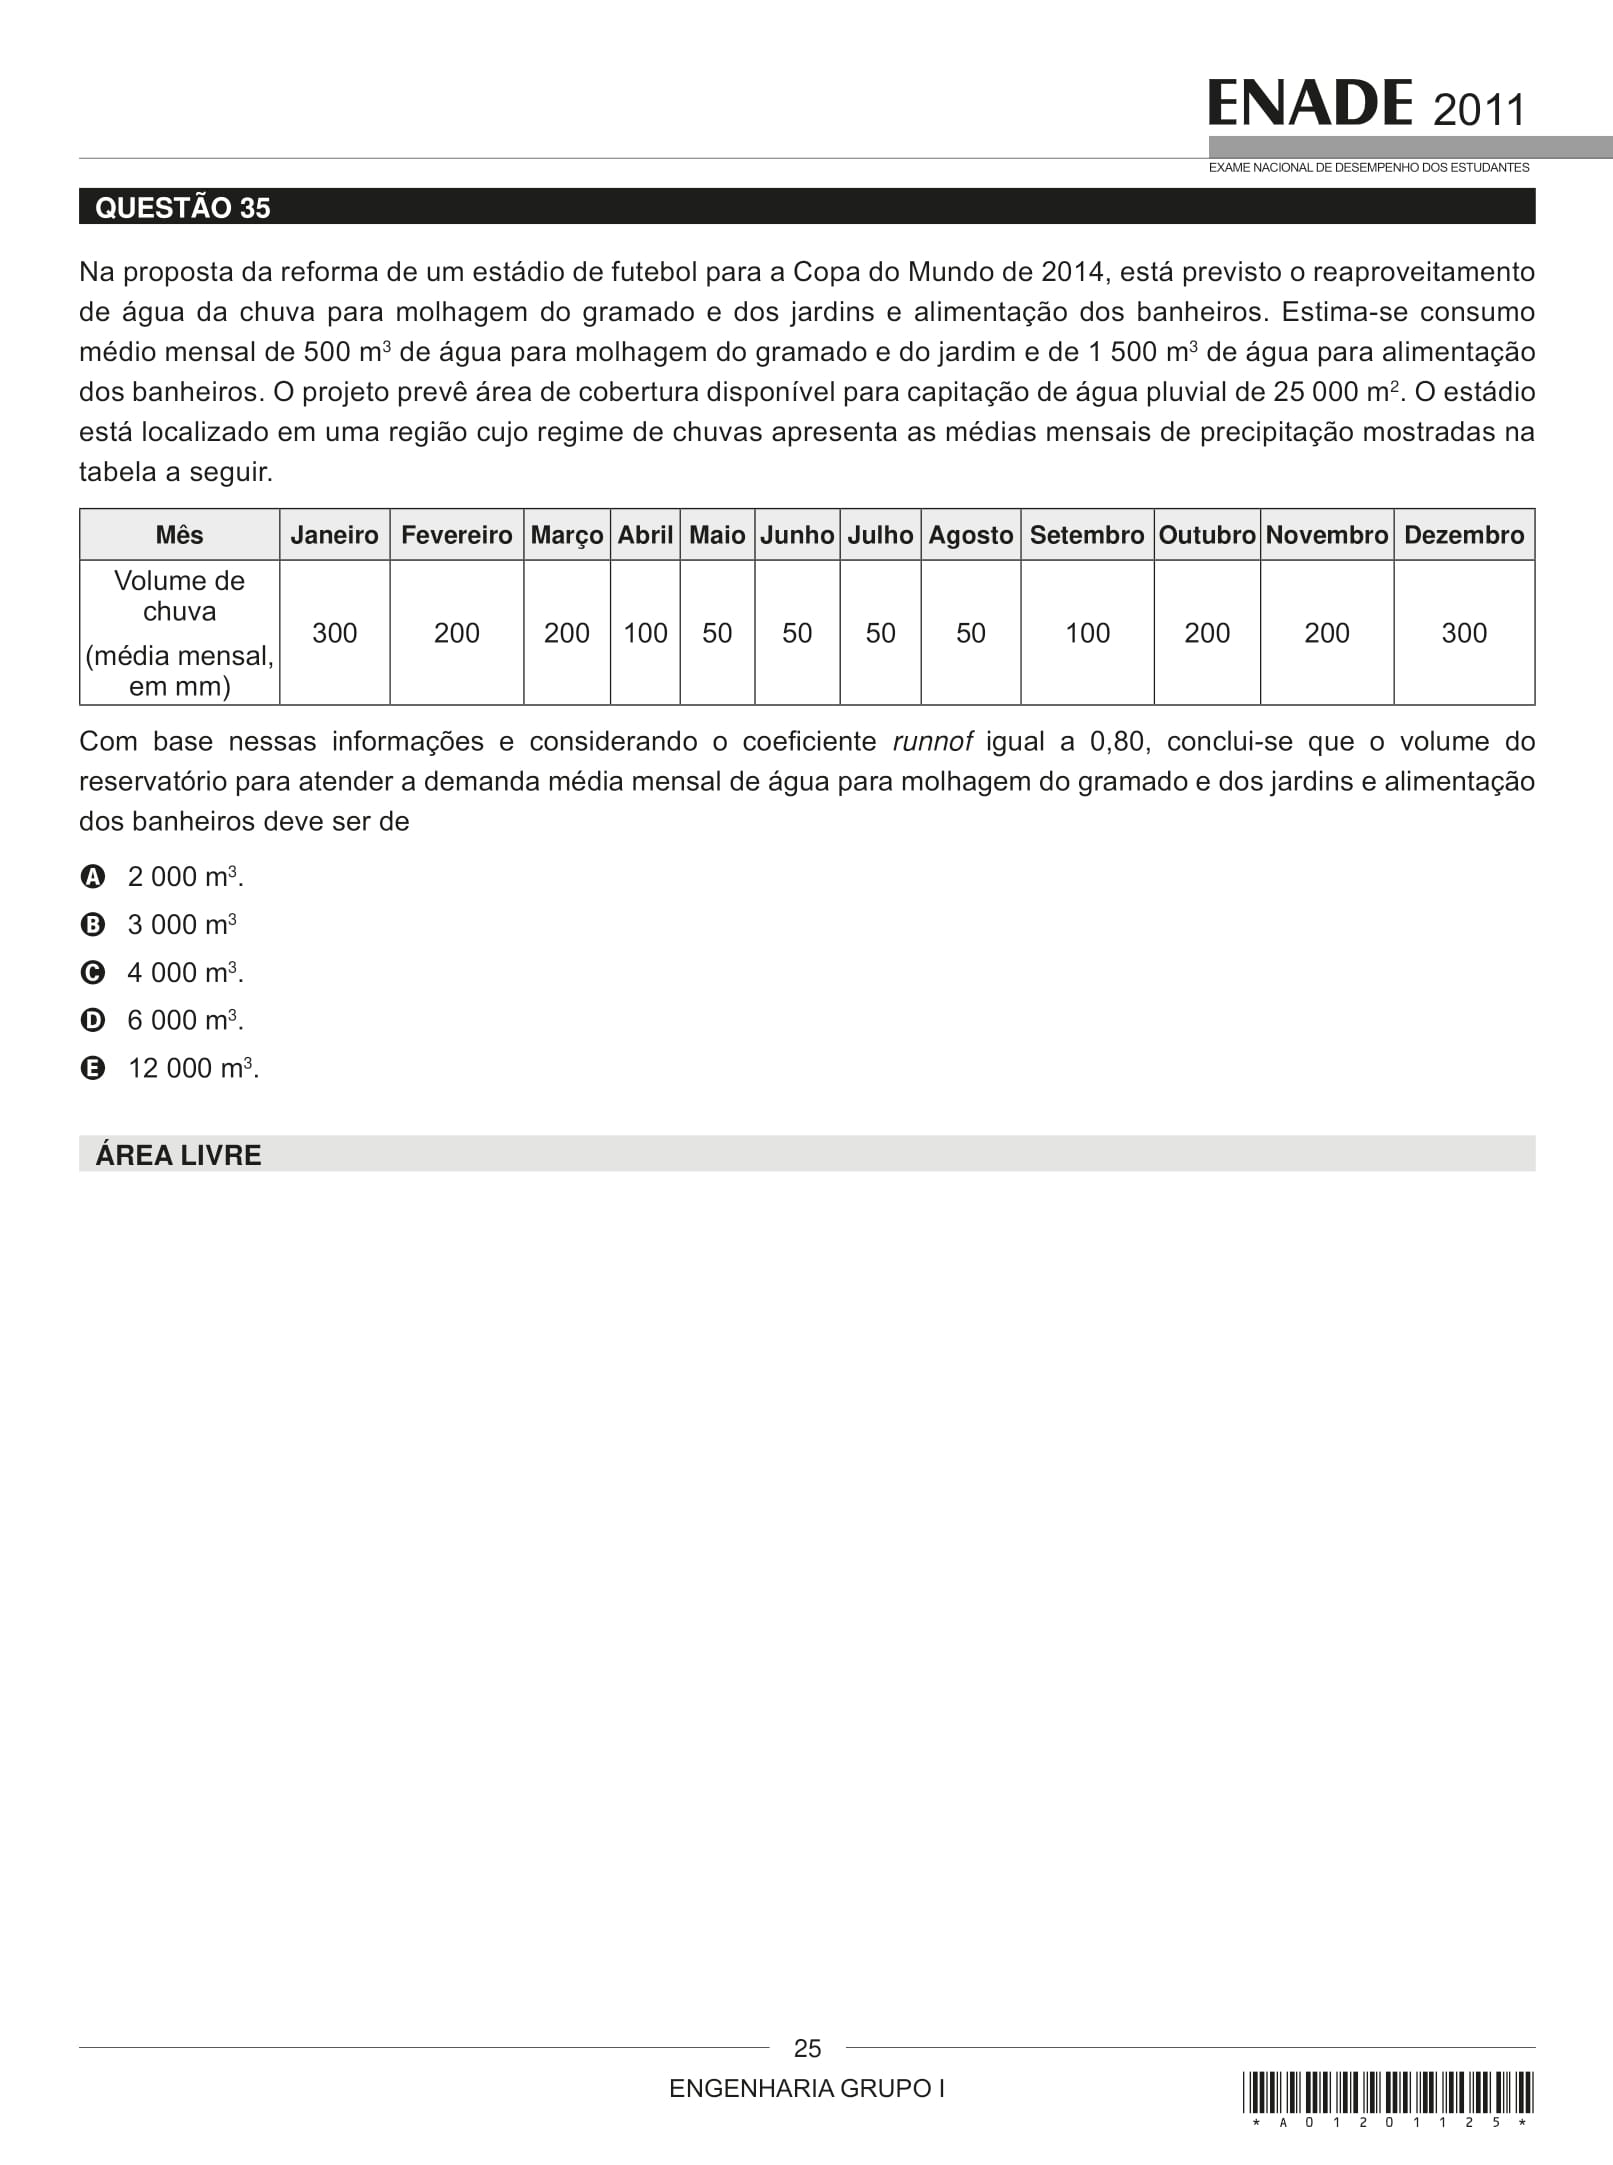 ENADE 2011
EXAME NACIONAL DE DESEMPENHO DOS ESTUDANTES
QUESTÃO 35
Na proposta da reforma de um estádio de futebol para a Copa do Mundo de 2014, está previsto o reaproveitamento
de água da chuva para molhagem do gramado e dos jardins e alimentação dos banheiros. Estima-se consumo
médio mensal de 500 m³ de água para molhagem do gramado e do jardim e de 1 500 m³ de água para alimentação
dos banheiros. O projeto prevê área de cobertura disponível para capitação de água pluvial de 25 000 m². O estádio
está localizado em uma região cujo regime de chuvas apresenta as médias mensais de precipitação mostradas na
tabela a seguir.
Mês Janeiro Fevereiro Março Abril Maio Junho Julho Agosto Setembro Outubro Novembro Dezembro
Volume de
chuva
(média mensal,
em mm)
300 200 200 100 50 50 50 50 100 200 200 300
Com base nessas informações e considerando o coeficiente runnof igual a 0,80, conclui-se que o volume do
reservatório para atender a demanda média mensal de água para molhagem do gramado e dos jardins e alimentação
dos banheiros deve ser de
A 2 000 m³.
B 3 000 m³
C 4 000 m³.
D 6 000 m³.
E 12 000 m³.
ÁREA LIVRE
25
ENGENHARIA GRUPO I
* A 0 1 2 0 1 1 2 5 *